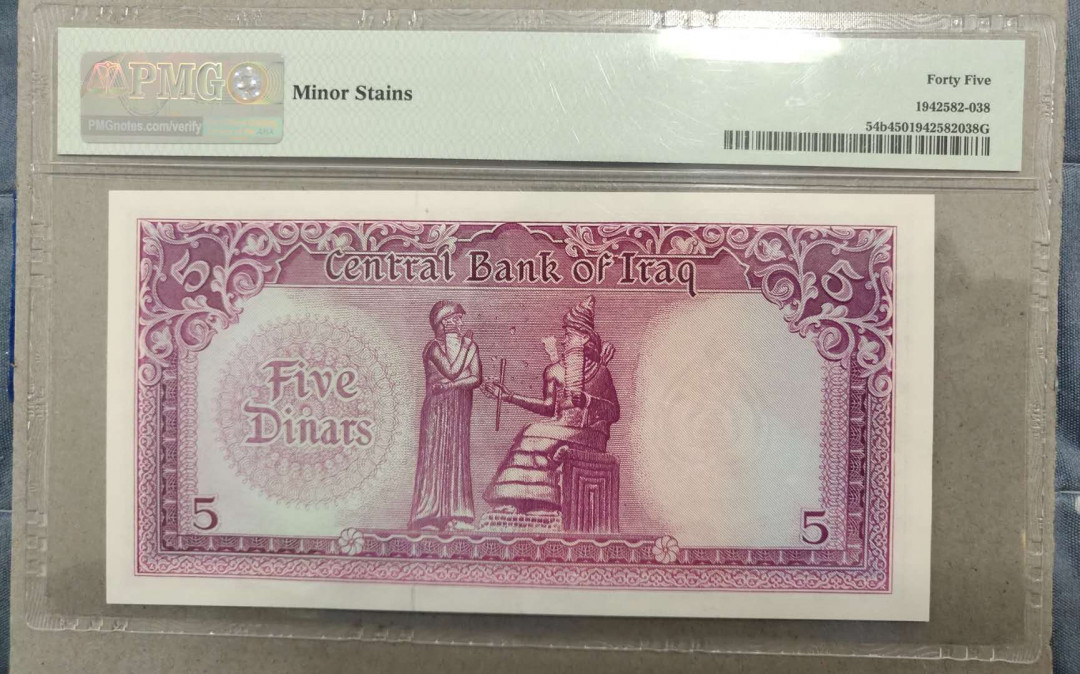 PMG
PMGnotes.com/verify
Minor Stains
Forty Five
1942582-038
54b4501942582038G
5
Central Bank of Iraq
5
Five
Dinars
5
5